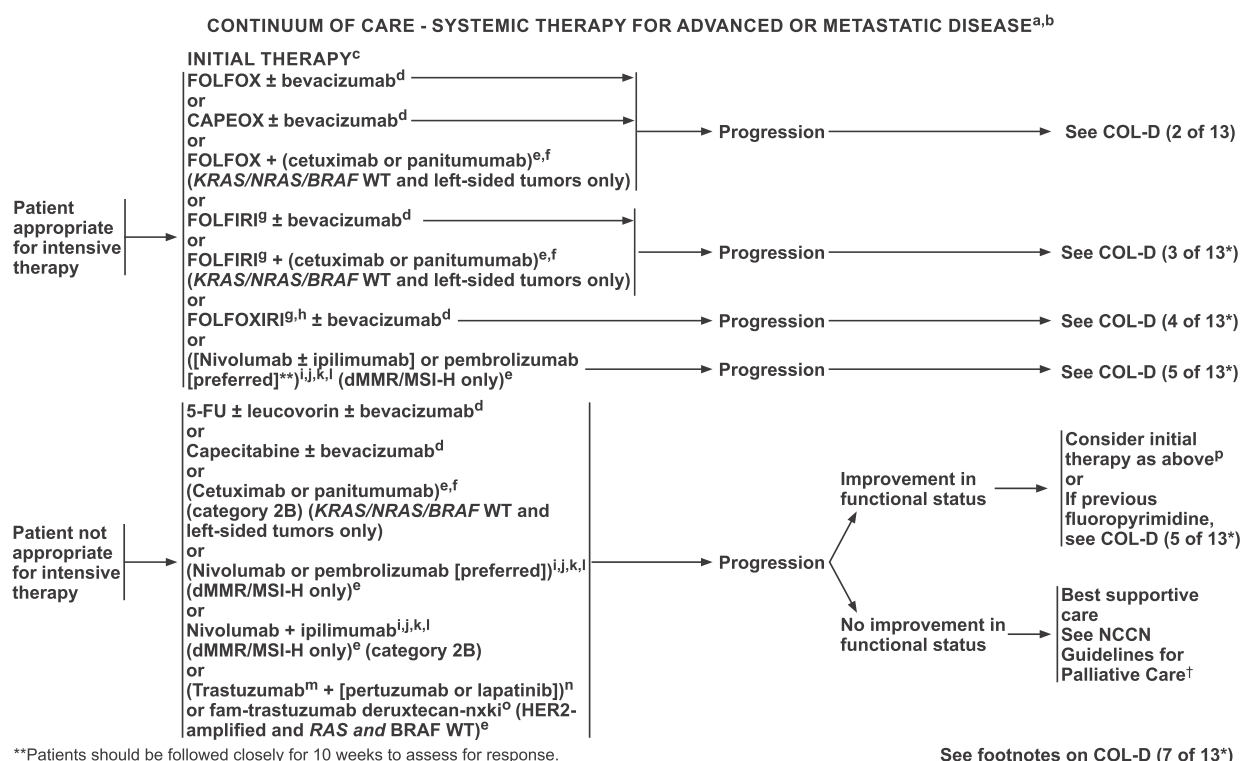 CONTINUUM OF CARE - SYSTEMIC THERAPY FOR ADVANCED OR METASTATIC DISEASEa,b
INITIAL THERAPYc
Patient
appropriate
for intensive
therapy
FOLFOX ± bevacizumabd
or
CAPEOX ± bevacizumabd
or
FOLFOX + (cetuximab or panitumumab)e,f
(KRAS/NRAS/BRAF WT and left-sided tumors only)
or
FOLFIRIg ± bevacizumabd
or
FOLFIRIg + (cetuximab or panitumumab)e,f
(KRAS/NRAS/BRAF WT and left-sided tumors only)
or
FOLFOXIRIg,h ± bevacizumabd
or
([Nivolumab ± ipilimumab] or pembrolizumab
[preferred]**)i,j,k,l (dMMR/MSI-H only)e
Progression
See COL-D (2 of 13)
Progression
See COL-D (3 of 13*)
Progression
See COL-D (4 of 13*)
Progression
See COL-D (5 of 13*)
Patient not
appropriate
for intensive
therapy
5-FU ± leucovorin ± bevacizumabd
or
Capecitabine ± bevacizumabd
or
(Cetuximab or panitumumab)e,f
(category 2B) (KRAS/NRAS/BRAF WT and
left-sided tumors only)
or
(Nivolumab or pembrolizumab [preferred])i,j,k,l
(dMMR/MSI-H only)e
or
Nivolumab + ipilimumabi,j,k,l
(dMMR/MSI-H only)e (category 2B)
or
(Trastuzumabm + [pertuzumab or lapatinib])n
or fam-trastuzumab deruxtecan-nxkio (HER2-
amplified and RAS and BRAF WT)e
Progression
Improvement in
functional status
Consider initial
therapy as abovep
or
If previous
fluoropyrimidine,
see COL-D (5 of 13*)
No improvement in
functional status
Best supportive
care
See NCCN
Guidelines for
Palliative Care†
**Patients should be followed closely for 10 weeks to assess for response.
See footnotes on COL-D (7 of 13*)